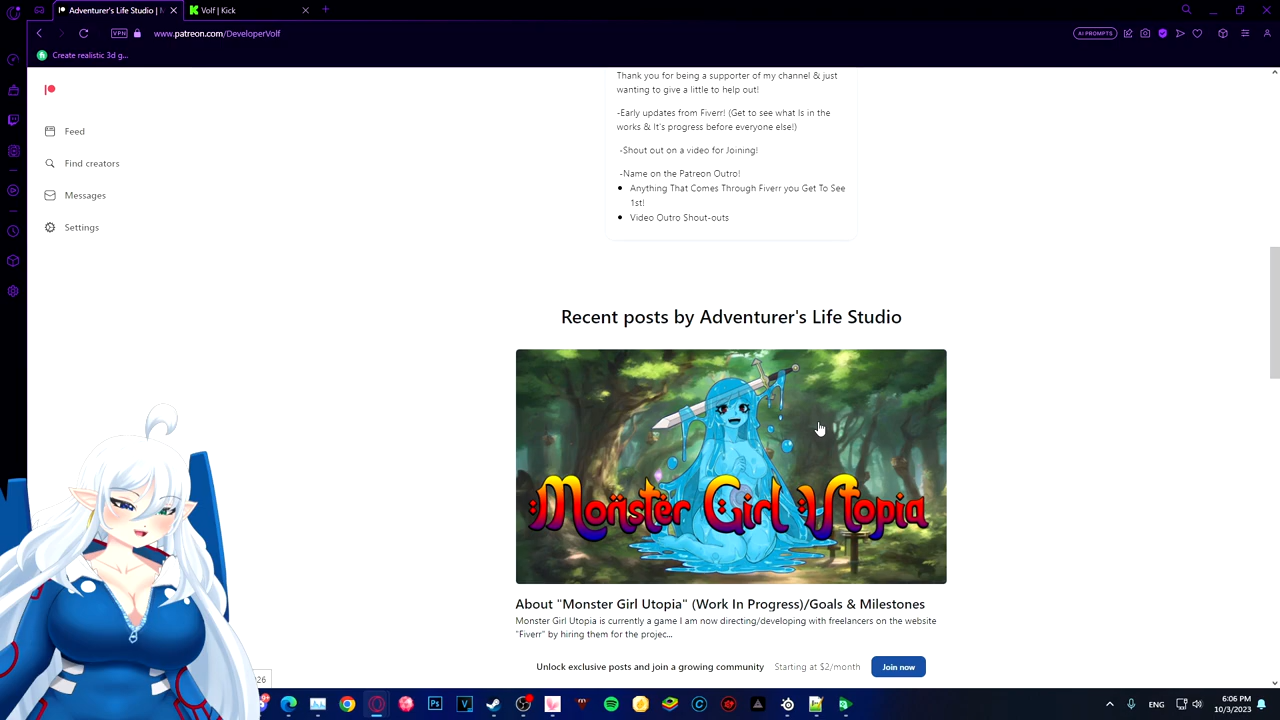 Adventurer's Life Studio | M
Volf | Kick
VPN
www.patreon.com/DeveloperVolf
AI PROMPTS
Create realistic 3d g...
Feed
Find creators
Messages
Settings
Thank you for being a supporter of my channel & just
wanting to give a little to help out!
-Early updates from Fiverr! (Get to see what Is in the
works & It's progress before everyone else!)
-Shout out on a video for Joining!
-Name on the Patreon Outro!
Anything That Comes Through Fiverr you Get To See
1st!
Video Outro Shout-outs
Recent posts by Adventurer's Life Studio
Monster Girl Utopia
About "Monster Girl Utopia" (Work In Progress)/Goals & Milestones
Monster Girl Utopia is currently a game I am now directing/developing with freelancers on the website
"Fiverr" by hiring them for the projec...
Unlock exclusive posts and join a growing community
Starting at $2/month
Join now
ENG
6:06 PM
10/3/2023